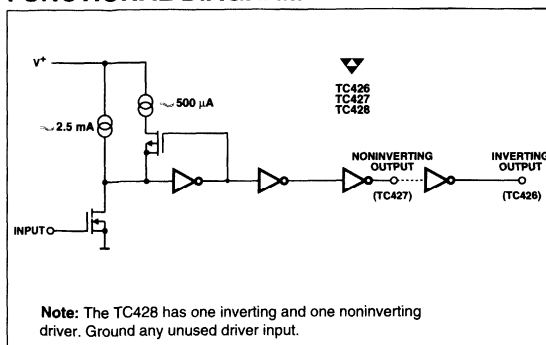 V+
≈ 500 µA
TC426
TC427
TC428
≈ 2.5 mA
NONINVERTING
OUTPUT
(TC427)
INVERTING
OUTPUT
(TC426)
INPUT
Note: The TC428 has one inverting and one noninverting
driver. Ground any unused driver input.